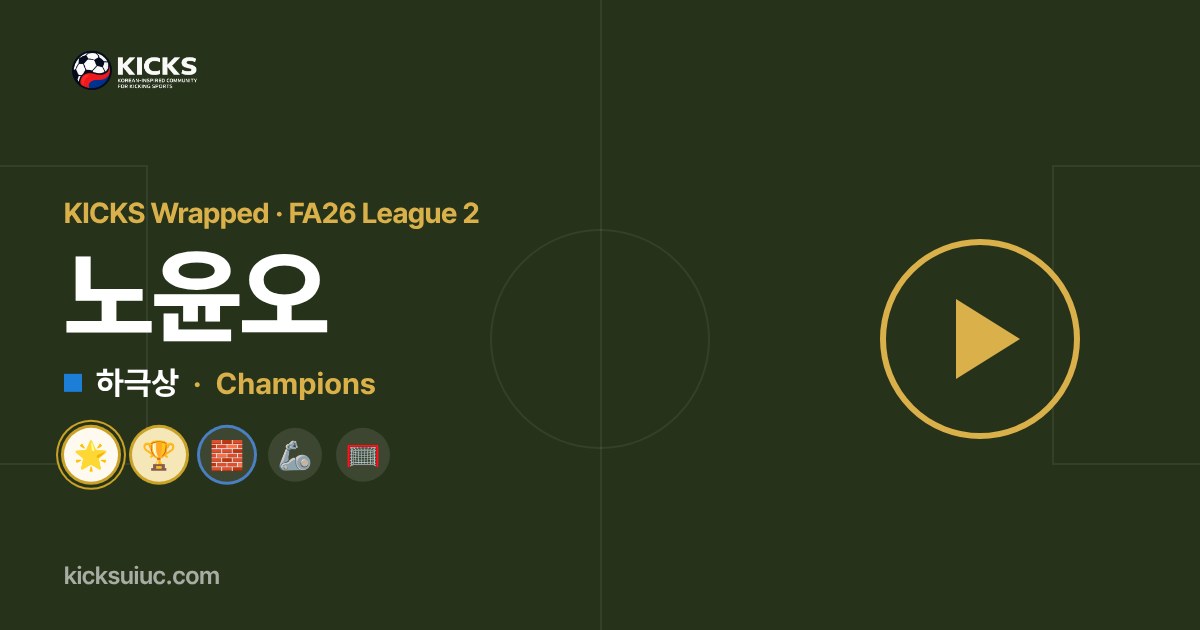 KICKS
KOREAN-INSPIRED COMMUNITY
FOR KICKING SPORTS
KICKS Wrapped · FA26 League 2
노윤오
하극상 · Champions
kicksuiuc.com